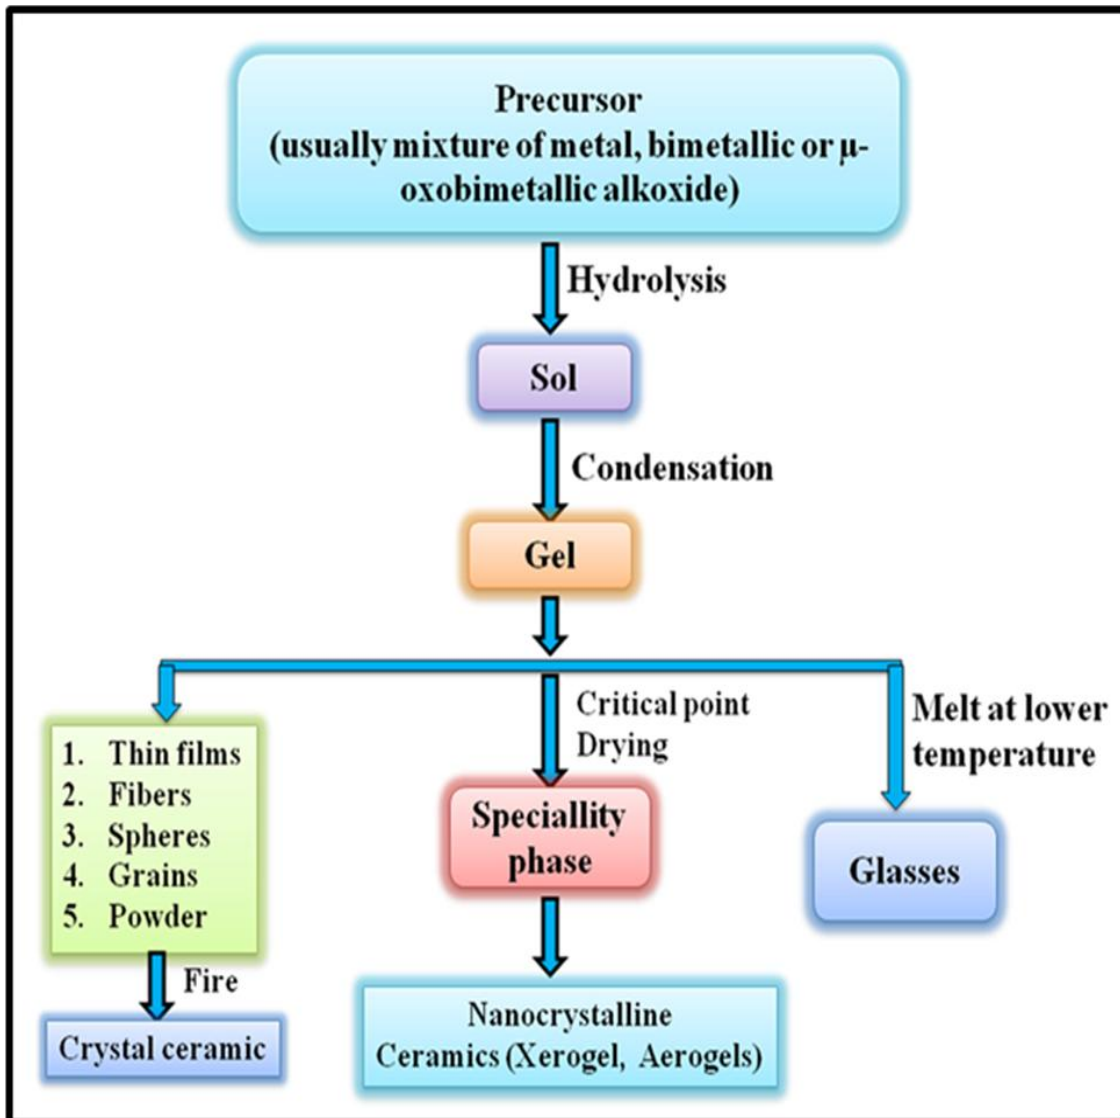 Precursor
(usually mixture of metal, bimetallic or μ-
oxobimetallic alkoxide)
Hydrolysis
Sol
Condensation
Gel
Critical point
Drying
Melt at lower
temperature
1. Thin films
2. Fibers
3. Spheres
4. Grains
5. Powder
Speciallity
phase
Glasses
Fire
Crystal ceramic
Nanocrystalline
Ceramics (Xerogel, Aerogels)